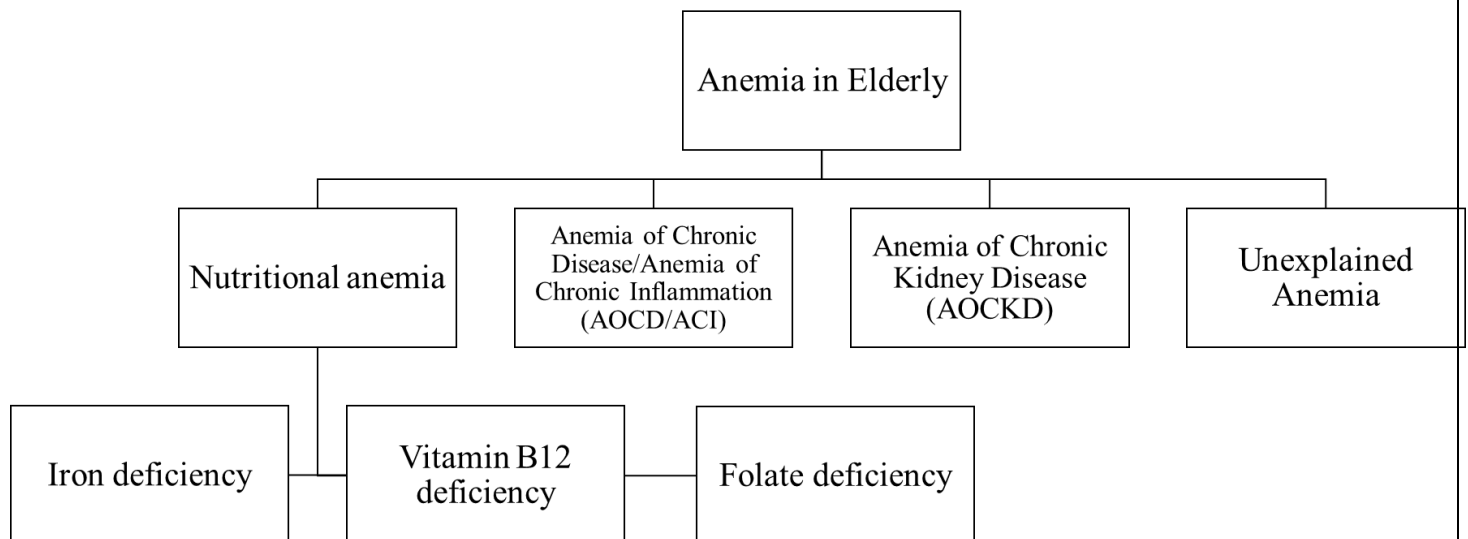 Anemia in Elderly
Nutritional anemia
Anemia of Chronic
Disease/Anemia of
Chronic Inflammation
(AOCD/ACI)
Anemia of Chronic
Kidney Disease
(AOCKD)
Unexplained
Anemia
Iron deficiency
Vitamin B12
deficiency
Folate deficiency